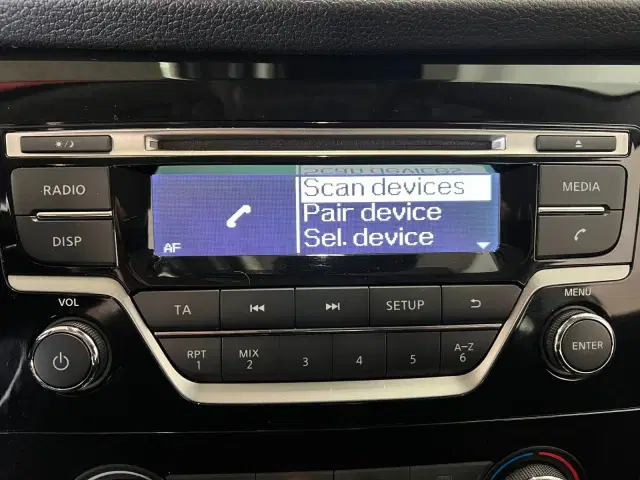 RADIO
DISP
Scan devices
Pair device
Sel. device
AF
MEDIA
VOL
TA
SETUP
MENU
RPT
1
MIX
2
3
4
5
A-Z
6
ENTER